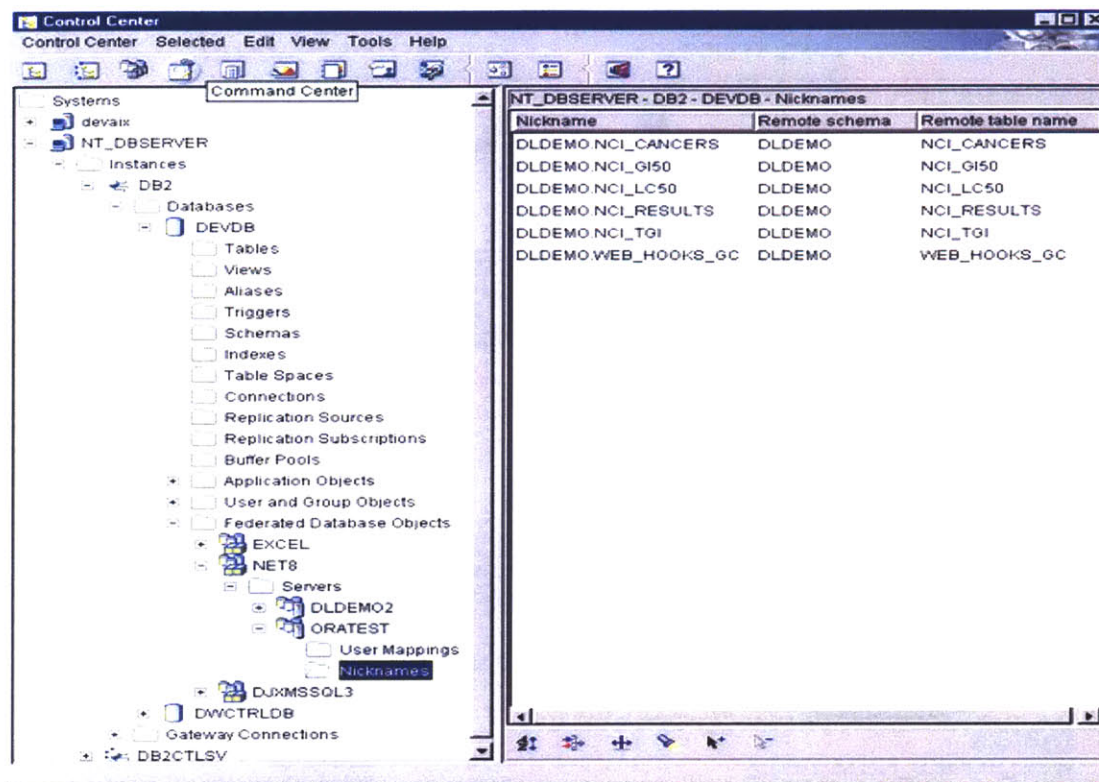 Control Center
Control Center Selected Edit View Tools Help
Command Center
Systems
devaix
NT_DBSERVER
Instances
DB2
Databases
DEVDB
Tables
Views
Aliases
Triggers
Schemas
Indexes
Table Spaces
Connections
Replication Sources
Replication Subscriptions
Buffer Pools
Application Objects
User and Group Objects
Federated Database Objects
EXCEL
NET8
Servers
DLDEMO2
ORATEST
User Mappings
Nicknames
DJXMSSQL3
DWCTRLDB
Gateway Connections
DB2CTLSV
NT_DBSERVER - DB2 - DEVDB - Nicknames
Nickname Remote schema Remote table name
DLDEMO.NCI_CANCERS DLDEMO NCI_CANCERS
DLDEMO.NCI_GI50 DLDEMO NCI_GI50
DLDEMO.NCI_LC50 DLDEMO NCI_LC50
DLDEMO.NCI_RESULTS DLDEMO NCI_RESULTS
DLDEMO.NCI_TGI DLDEMO NCI_TGI
DLDEMO.WEB_HOOKS_GC DLDEMO WEB_HOOKS_GC